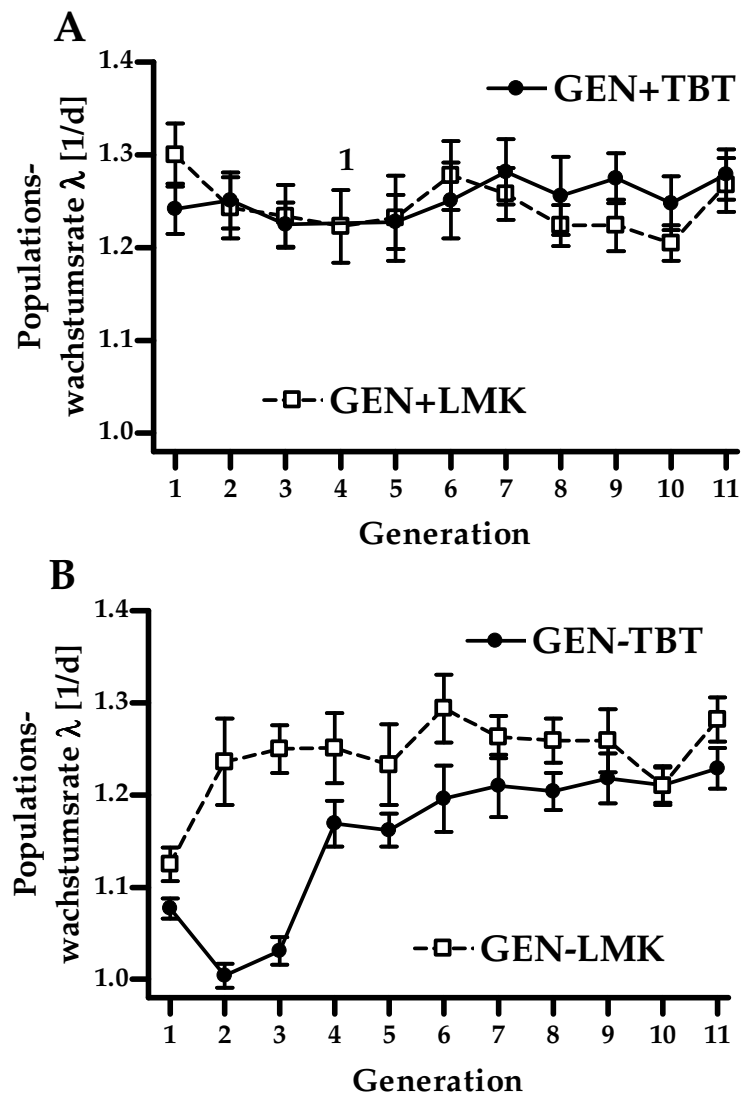 A
Populations-
wachstumsrate λ [1/d]
1.4
1.3
1.2
1.1
1.0
GEN+TBT
1
GEN+LMK
1 2 3 4 5 6 7 8 9 10 11
Generation
B
Populations-
wachstumsrate λ [1/d]
1.4
1.3
1.2
1.1
1.0
GEN-TBT
GEN-LMK
1 2 3 4 5 6 7 8 9 10 11
Generation